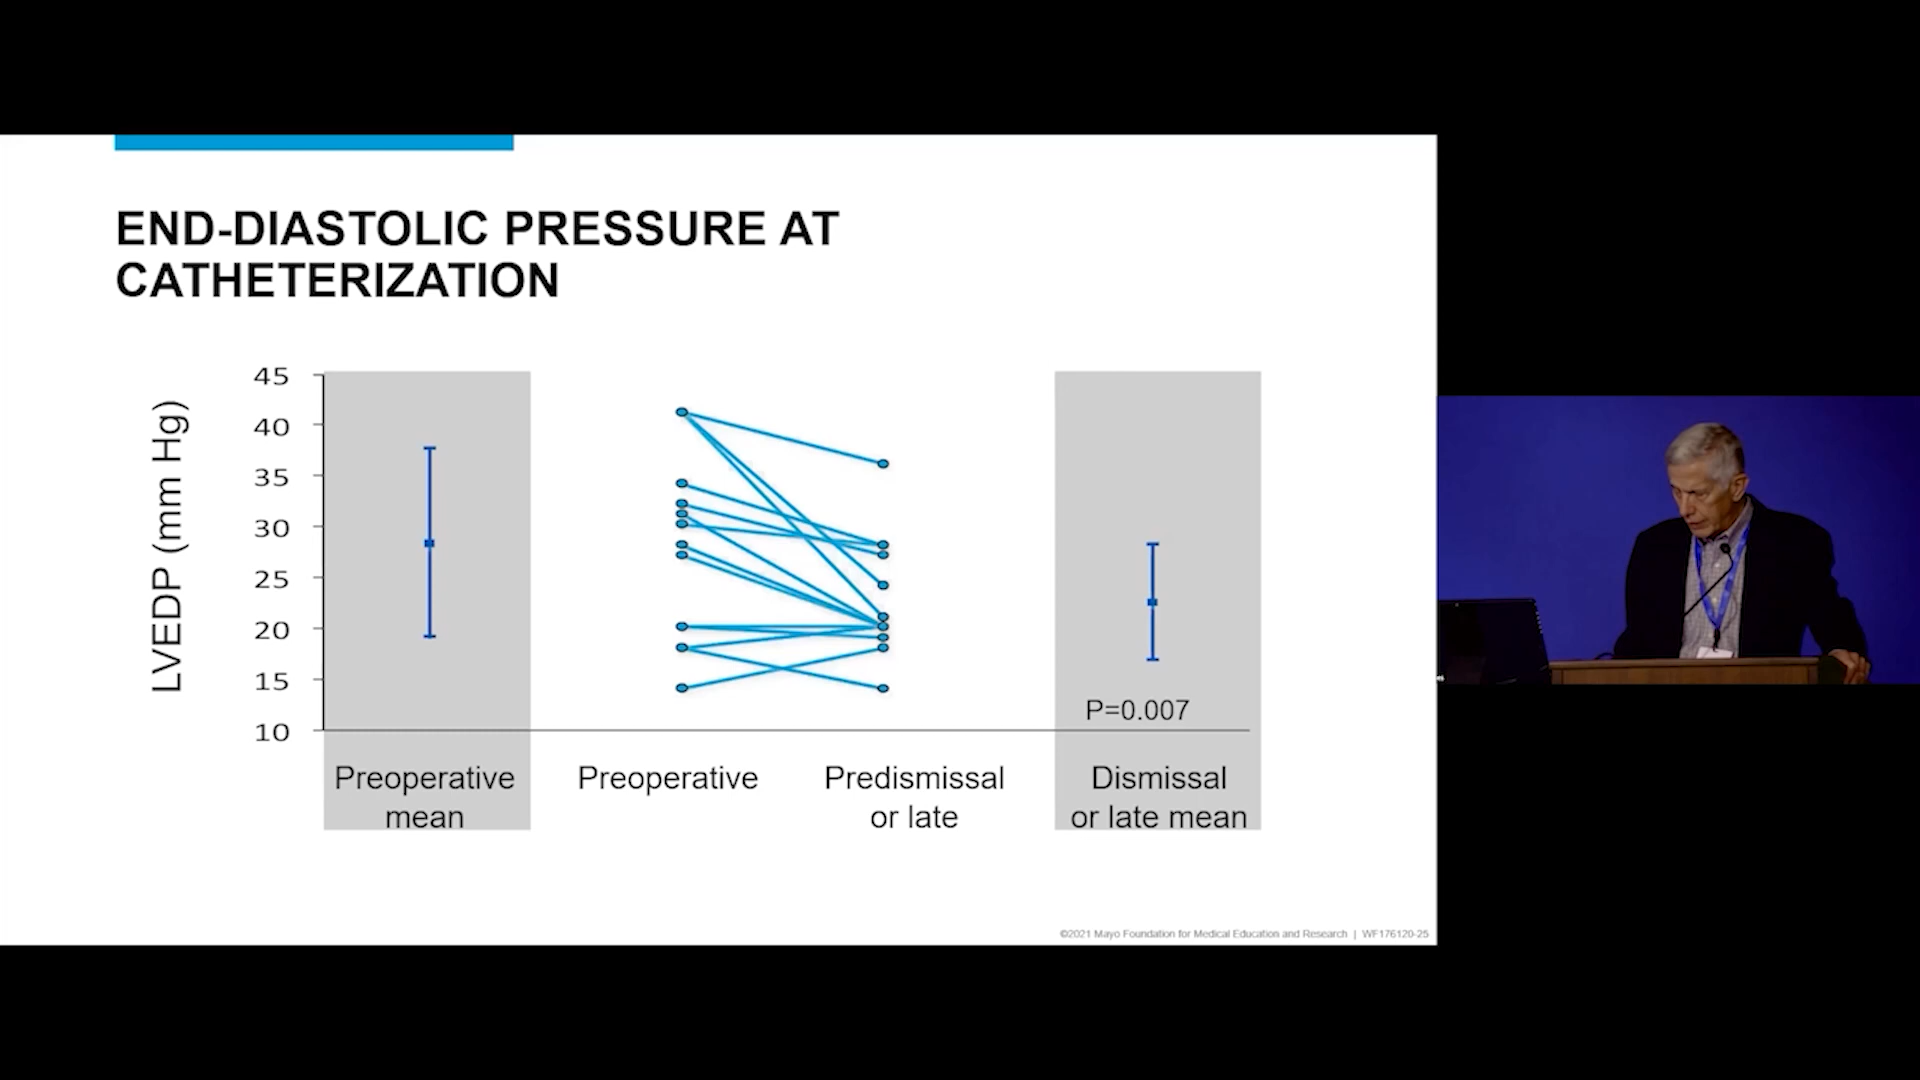 END-DIASTOLIC PRESSURE AT
CATHETERIZATION
LVEDP (mm Hg)
45
40
35
30
25
20
15
10
P=0.007
Preoperative
mean
Preoperative
Predismissal
or late
Dismissal
or late mean
©2021 Mayo Foundation for Medical Education and Research | WF176120-25